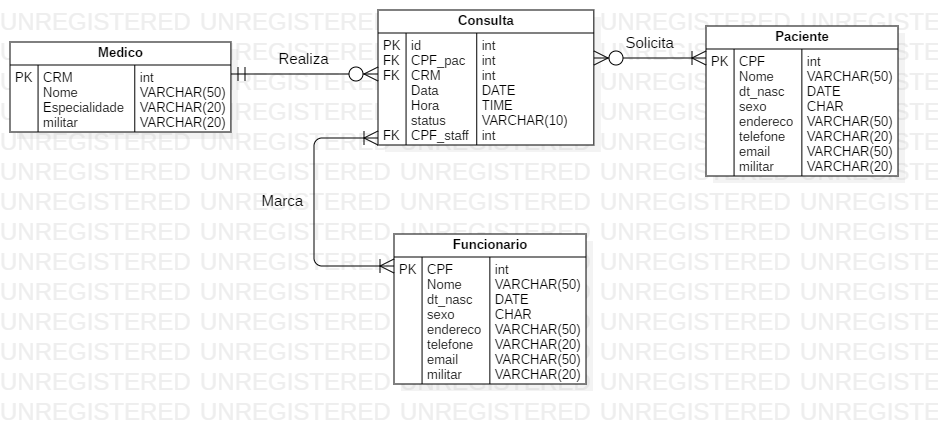 Medico
PK CRM int
Nome VARCHAR(50)
Especialidade VARCHAR(20)
militar VARCHAR(20)
Realiza
Consulta
PK id int
FK CPF_pac int
FK CRM int
Data DATE
Hora TIME
status VARCHAR(10)
FK CPF_staff int
Solicita
Paciente
PK CPF int
Nome VARCHAR(50)
dt_nasc DATE
sexo CHAR
endereco VARCHAR(50)
telefone VARCHAR(20)
email VARCHAR(50)
militar VARCHAR(20)
Marca
Funcionario
PK CPF int
Nome VARCHAR(50)
dt_nasc DATE
sexo CHAR
endereco VARCHAR(50)
telefone VARCHAR(20)
email VARCHAR(50)
militar VARCHAR(20)
UNREGISTERED UNREGISTERED UNREGISTERED UNREGISTERED UNREGISTERED